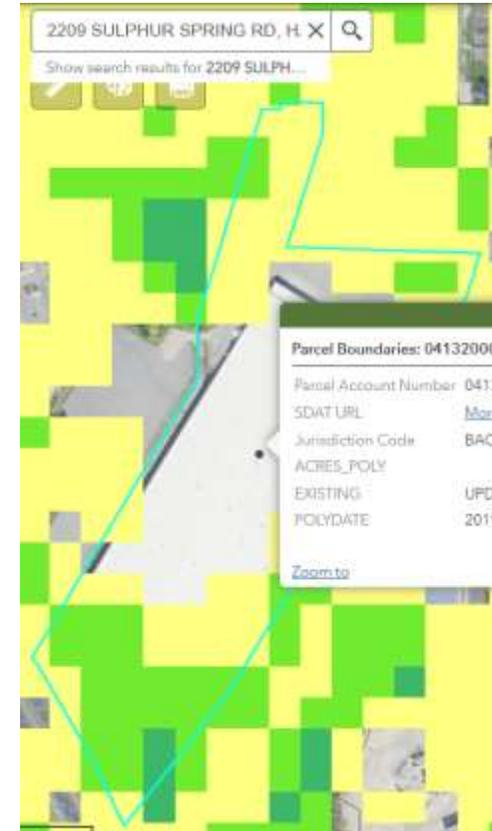 2209 SULPHUR SPRING RD, H
Show search results for 2209 SULPH...
Parcel Boundaries: 04132000
Parcel Account Number 041
SDAT URL Mor
Jurisdiction Code BAC
ACRES_POLY
EXISTING UPD
POLYDATE 201
Zoom to